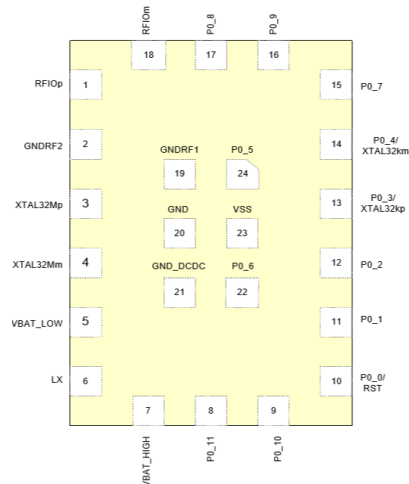 RFIOm
P0_8
P0_9
18
17
16
RFIOp
1
15
P0_7
GNDRF2
2
14
P0_4/
XTAL32km
GNDRF1
P0_5
19
24
XTAL32Mp
3
13
P0_3/
XTAL32kp
GND
VSS
20
23
XTAL32Mm
4
12
P0_2
GND_DCDC
P0_6
21
22
VBAT_LOW
5
11
P0_1
LX
6
10
P0_0/
RST
7
8
9
/BAT_HIGH
P0_11
P0_10